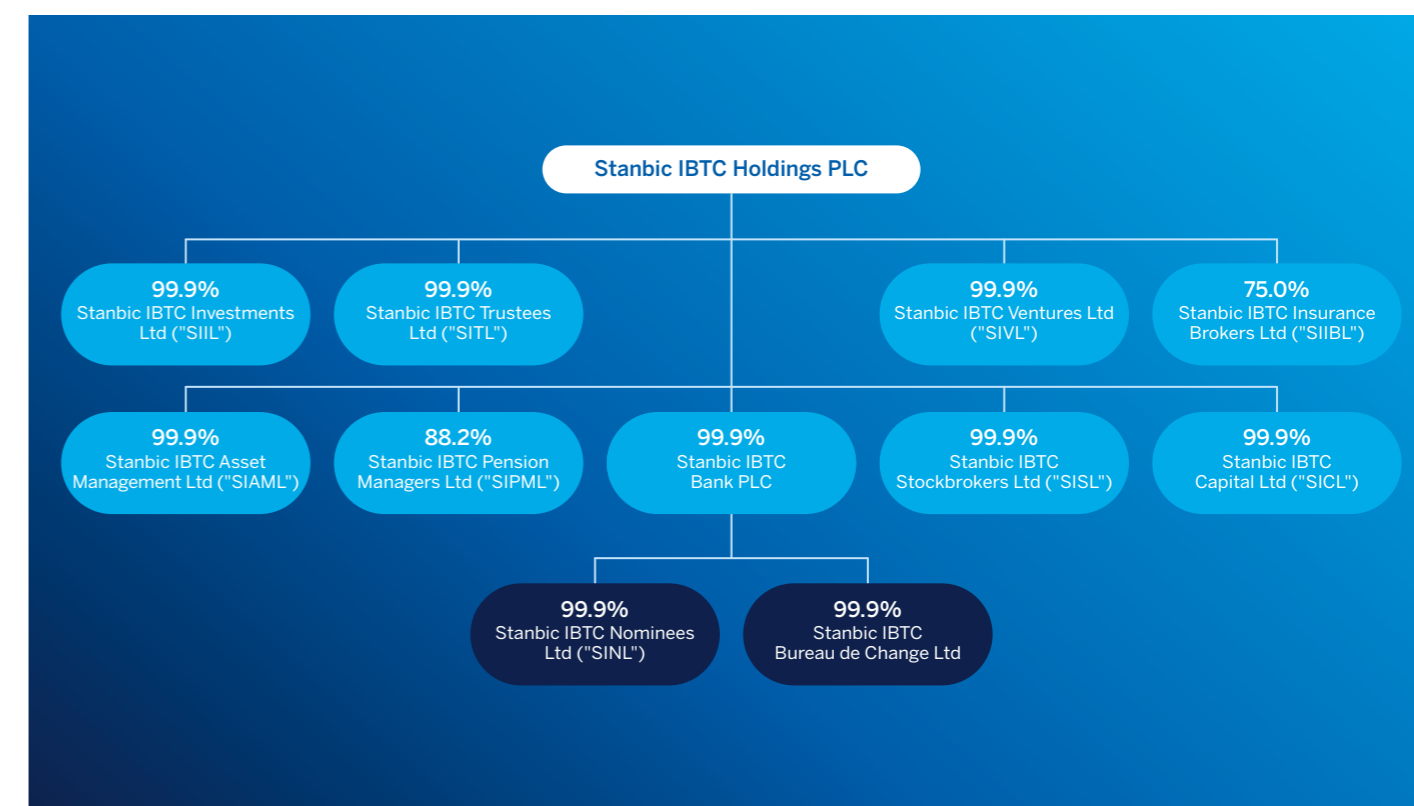 Stanbic IBTC Holdings PLC
99.9%
Stanbic IBTC Investments
Ltd ("SIIL")
99.9%
Stanbic IBTC Trustees
Ltd ("SITL")
99.9%
Stanbic IBTC Ventures Ltd
("SIVL")
75.0%
Stanbic IBTC Insurance
Brokers Ltd ("SIIBL")
99.9%
Stanbic IBTC Asset
Management Ltd ("SIAML")
88.2%
Stanbic IBTC Pension
Managers Ltd ("SIPML")
99.9%
Stanbic IBTC
Bank PLC
99.9%
Stanbic IBTC
Stockbrokers Ltd ("SISL")
99.9%
Stanbic IBTC
Capital Ltd ("SICL")
99.9%
Stanbic IBTC Nominees
Ltd ("SINL")
99.9%
Stanbic IBTC
Bureau de Change Ltd